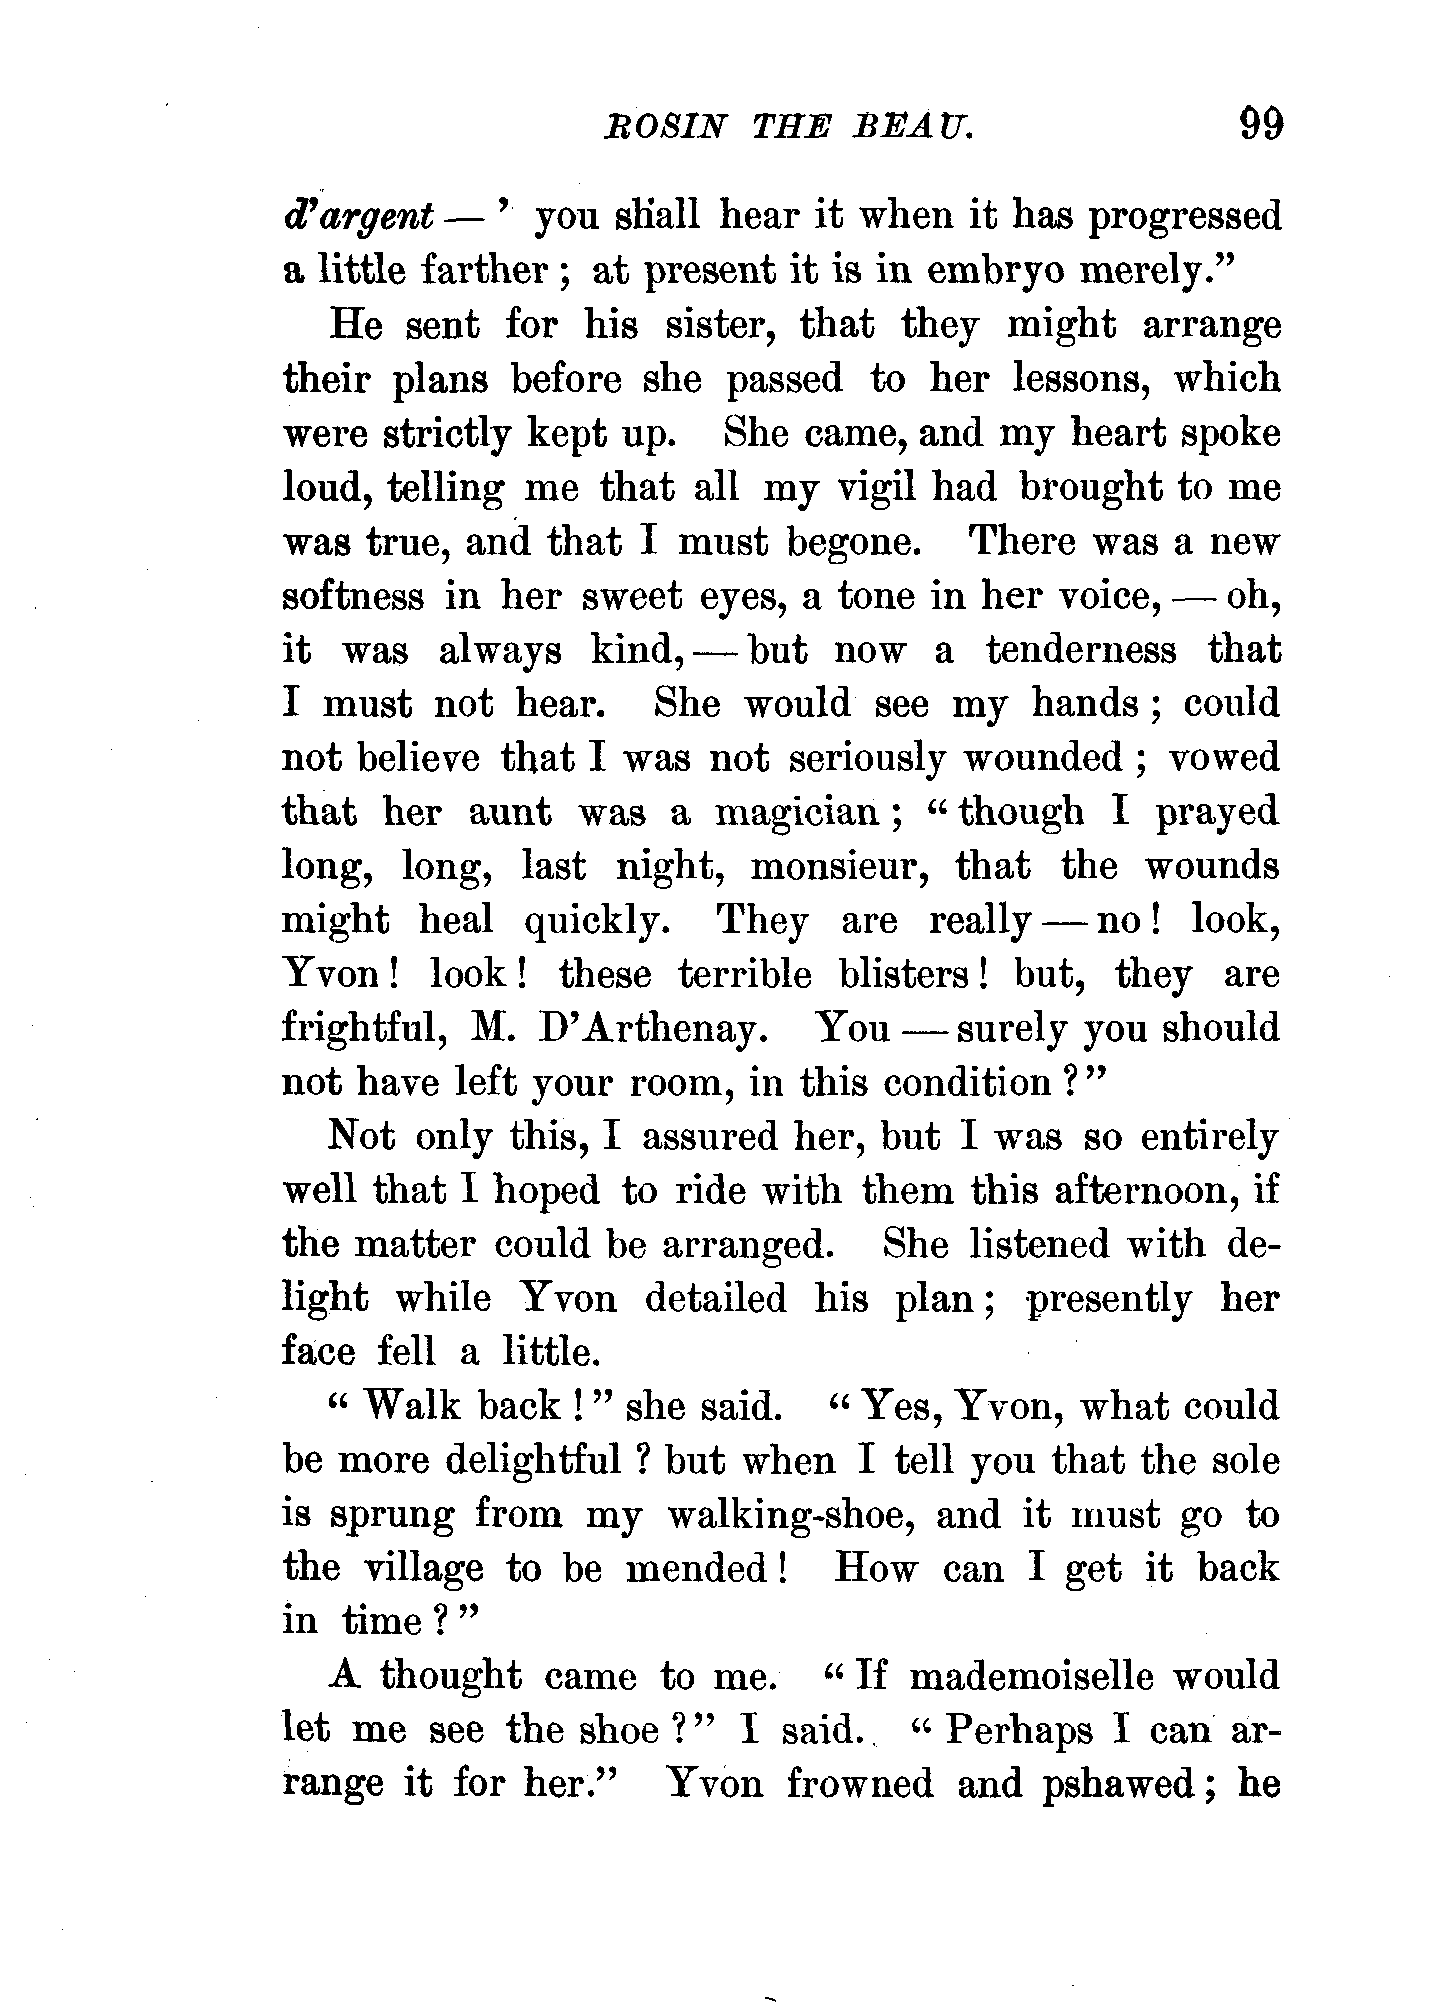 ROSIN THE BEAU. 99
d'argent — ' you shall hear it when it has progressed
a little farther ; at present it is in embryo merely."
He sent for his sister, that they might arrange
their plans before she passed to her lessons, which
were strictly kept up. She came, and my heart spoke
loud, telling me that all my vigil had brought to me
was true, and that I must begone. There was a new
softness in her sweet eyes, a tone in her voice, — oh,
it was always kind, — but now a tenderness that
I must not hear. She would see my hands ; could
not believe that I was not seriously wounded ; vowed
that her aunt was a magician ; " though I prayed
long, long, last night, monsieur, that the wounds
might heal quickly. They are really — no ! look,
Yvon ! look ! these terrible blisters ! but, they are
frightful, M. D'Arthenay. You — surely you should
not have left your room, in this condition ? "
Not only this, I assured her, but I was so entirely
well that I hoped to ride with them this afternoon, if
the matter could be arranged. She listened with de-
light while Yvon detailed his plan ; presently her
face fell a little.
" Walk back ! " she said. " Yes, Yvon, what could
be more delightful ? but when I tell you that the sole
is sprung from my walking-shoe, and it must go to
the village to be mended ! How can I get it back
in time ? "
A thought came to me. " If mademoiselle would
let me see the shoe ? " I said. " Perhaps I can ar-
range it for her." Yvon frowned and pshawed ; he